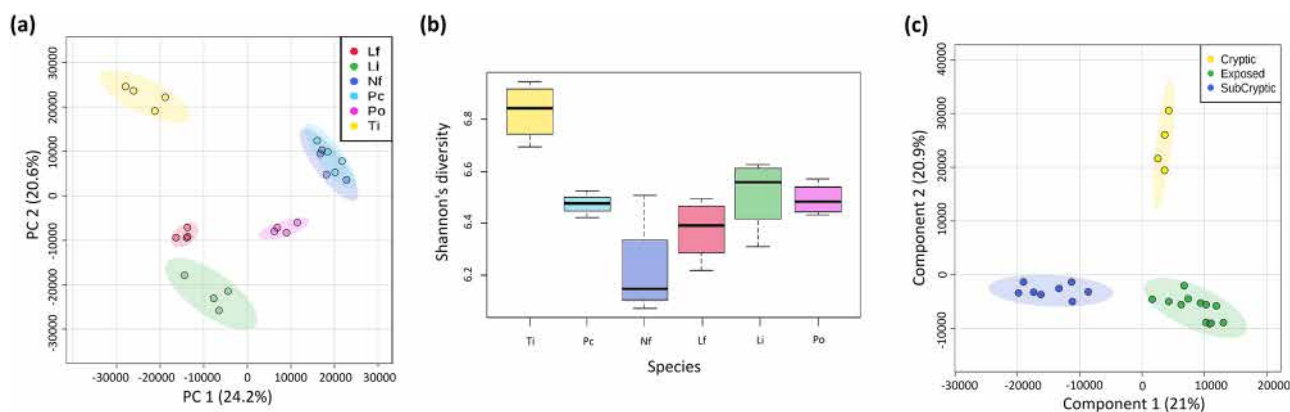 (a)
30000
20000
10000
0
-10000
-20000
-30000
PC 2 (20.6%)
Lf
Li
Nf
Pc
Po
Ti
-30000 -20000 -10000 0 10000 20000 30000
PC 1 (24.2%)
(b)
Shannon's diversity
6.8
6.6
6.4
6.2
Ti Pc Nf Lf Li Po
Species
(c)
40000
30000
20000
10000
0
-10000
Component 2 (20.9%)
Cryptic
Exposed
SubCryptic
-30000 -20000 -10000 0 10000 20000
Component 1 (21%)